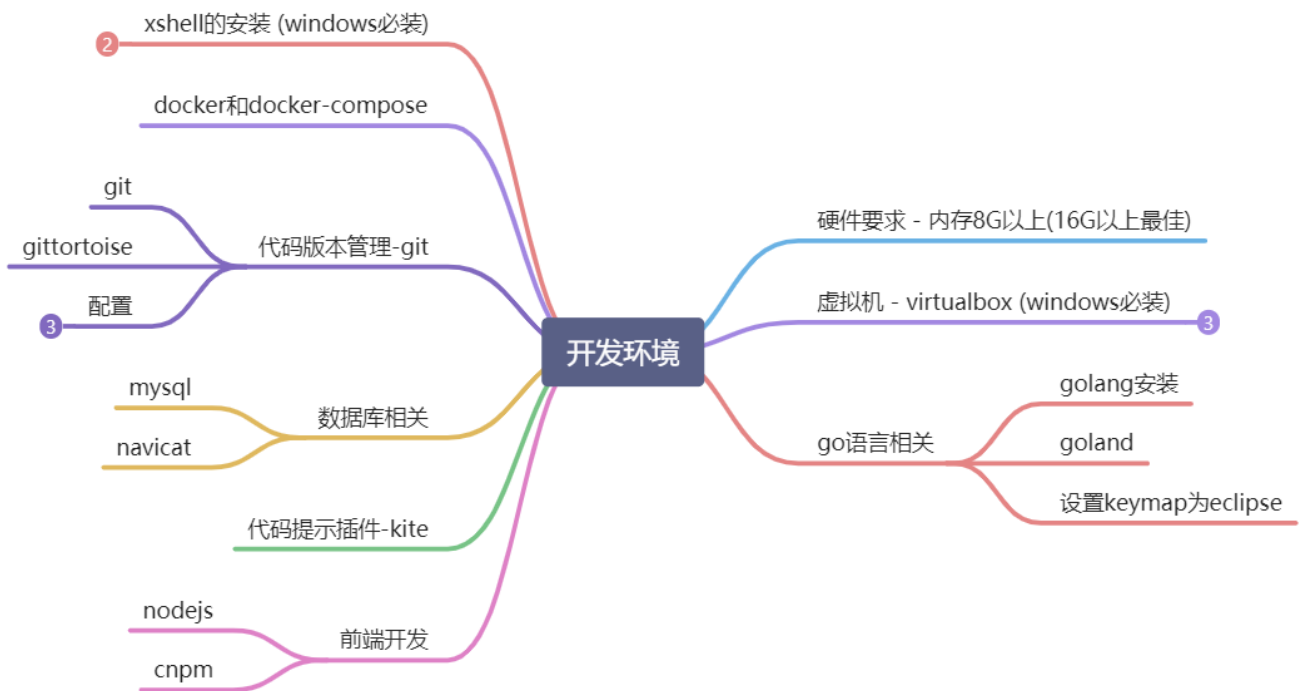 xshell的安装 (windows必装)
2
docker和docker-compose
git
gittortoise
配置
3
代码版本管理-git
mysql
navicat
数据库相关
代码提示插件-kite
nodejs
cnpm
前端开发
开发环境
硬件要求 - 内存8G以上(16G以上最佳)
虚拟机 - virtualbox (windows必装)
3
go语言相关
golang安装
goland
设置keymap为eclipse